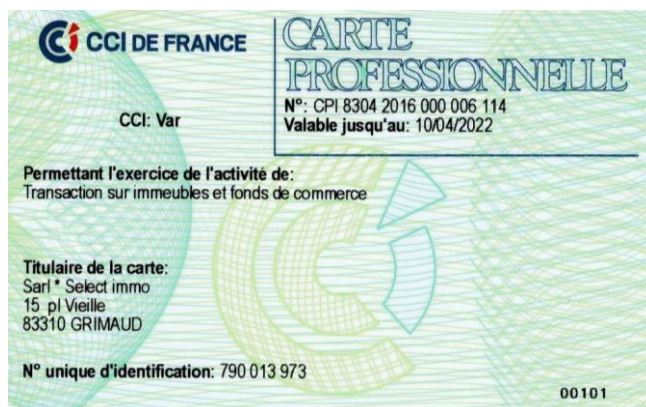 CCI DE FRANCE
CARTE
PROFESSIONNELLE
CCI: Var
N°: CPI 8304 2016 000 006 114
Valable jusqu'au: 10/04/2022
Permettant l'exercice de l'activité de:
Transaction sur immeubles et fonds de commerce
Titulaire de la carte:
Sarl * Select immo
15 pl Vieille
83310 GRIMAUD
N° unique d'identification: 790 013 973
00101